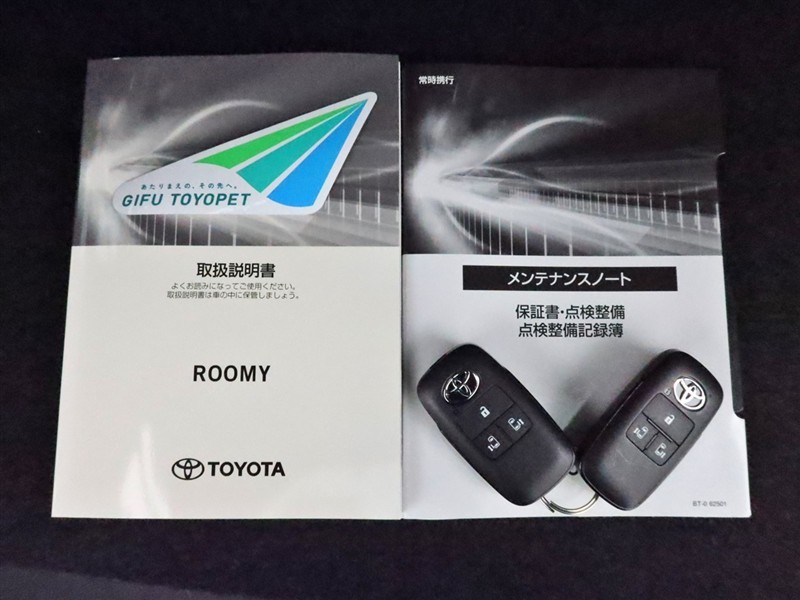 あたりまえの、その先へ。
GIFU TOYOPET
取扱説明書
よくお読みになってご使用ください。
取扱説明書は車の中に保管しましょう。
ROOMY
TOYOTA
常時携行
メンテナンスノート
保証書・点検整備
点検整備記録簿
BT-0-92501